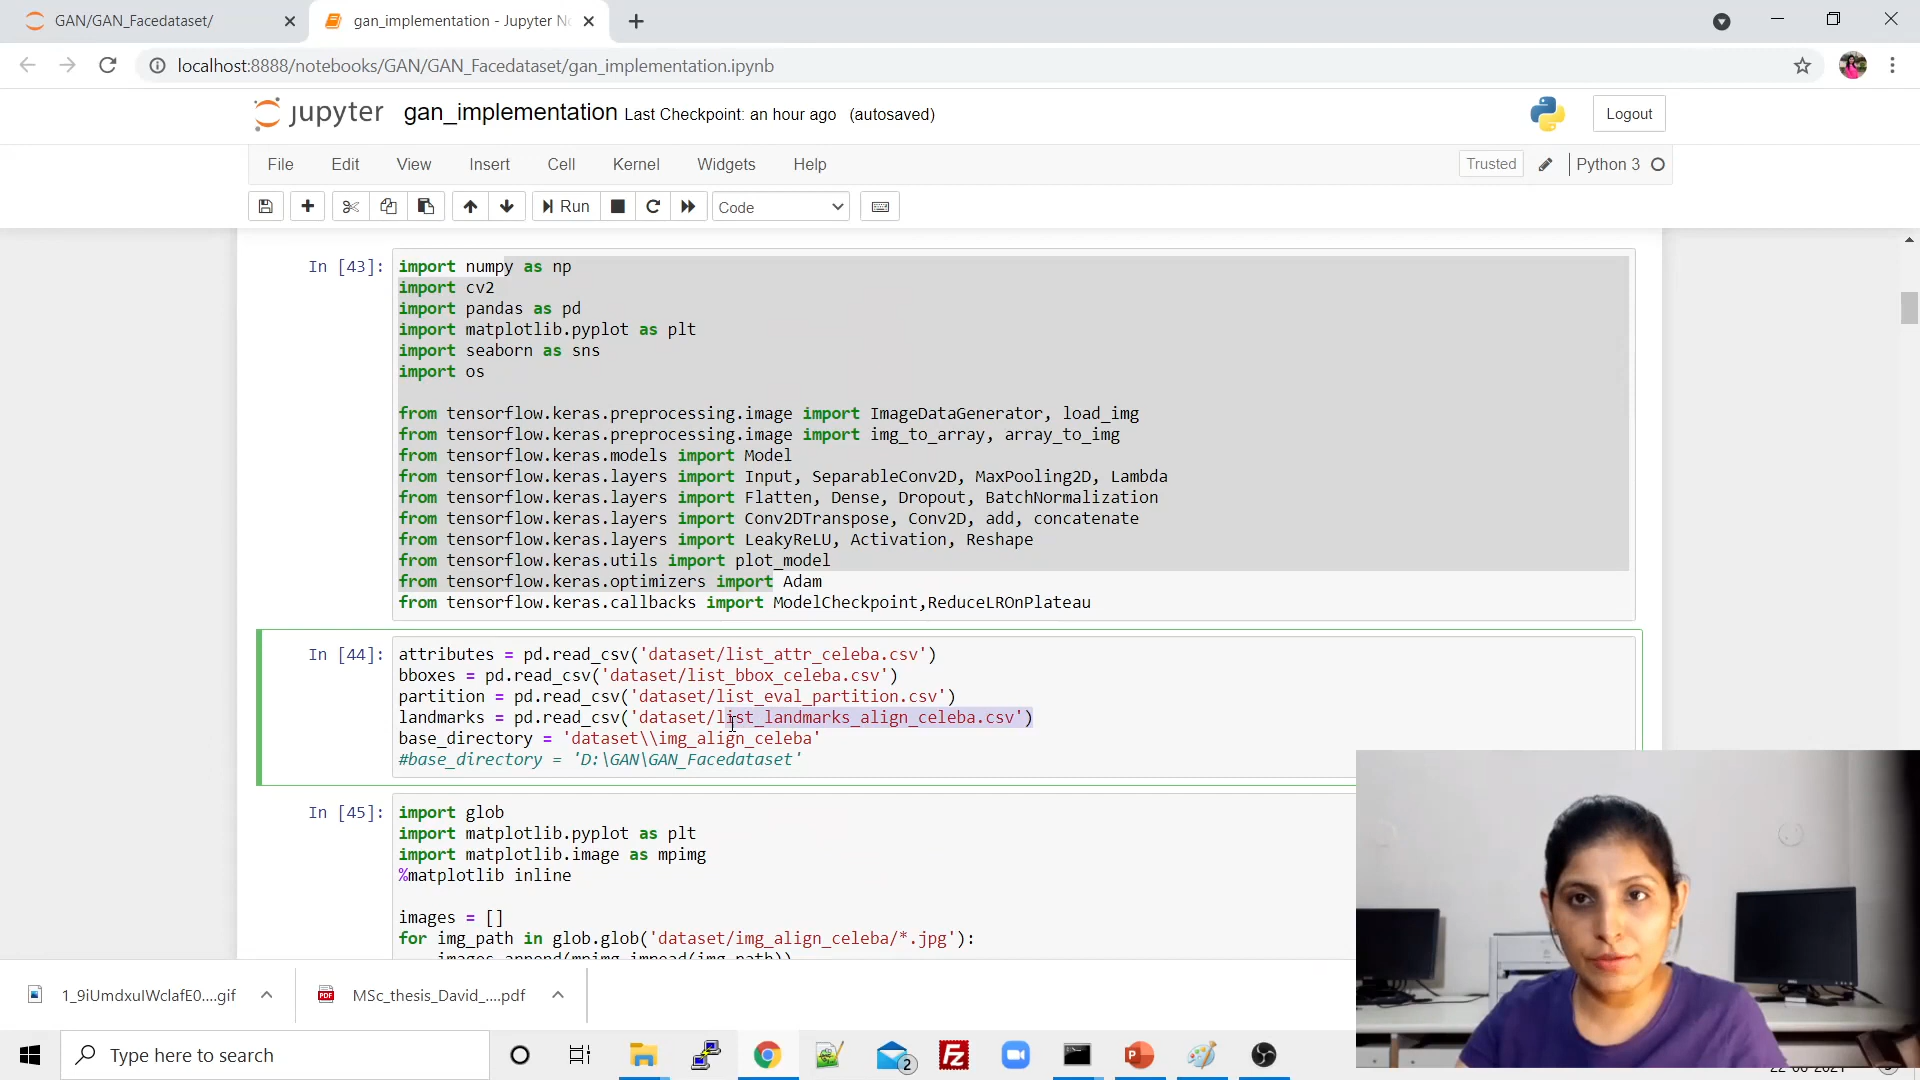 GAN/GAN_Facedataset/
gan_implementation - Jupyter No
localhost:8888/notebooks/GAN/GAN_Facedataset/gan_implementation.ipynb
jupyter gan_implementation Last Checkpoint: an hour ago (autosaved)
Logout
File Edit View Insert Cell Kernel Widgets Help
Trusted Python 3
Run
Code
In [43]:
import numpy as np
import cv2
import pandas as pd
import matplotlib.pyplot as plt
import seaborn as sns
import os
from tensorflow.keras.preprocessing.image import ImageDataGenerator, load_img
from tensorflow.keras.preprocessing.image import img_to_array, array_to_img
from tensorflow.keras.models import Model
from tensorflow.keras.layers import Input, SeparableConv2D, MaxPooling2D, Lambda
from tensorflow.keras.layers import Flatten, Dense, Dropout, BatchNormalization
from tensorflow.keras.layers import Conv2DTranspose, Conv2D, add, concatenate
from tensorflow.keras.layers import LeakyReLU, Activation, Reshape
from tensorflow.keras.utils import plot_model
from tensorflow.keras.optimizers import Adam
from tensorflow.keras.callbacks import ModelCheckpoint,ReduceLROnPlateau
In [44]:
attributes = pd.read_csv('dataset/list_attr_celeba.csv')
bboxes = pd.read_csv('dataset/list_bbox_celeba.csv')
partition = pd.read_csv('dataset/list_eval_partition.csv')
landmarks = pd.read_csv('dataset/list_landmarks_align_celeba.csv')
base_directory = 'dataset\\img_align_celeba'
#base_directory = 'D:\GAN\GAN_Facedataset'
In [45]:
import glob
import matplotlib.pyplot as plt
import matplotlib.image as mpimg
%matplotlib inline
images = []
for img_path in glob.glob('dataset/img_align_celeba/*.jpg'):
images.append(mpimg.imread(img_path))
1_9iUmdxuIWclafE0....gif
MSc_thesis_David_....pdf
Type here to search
2